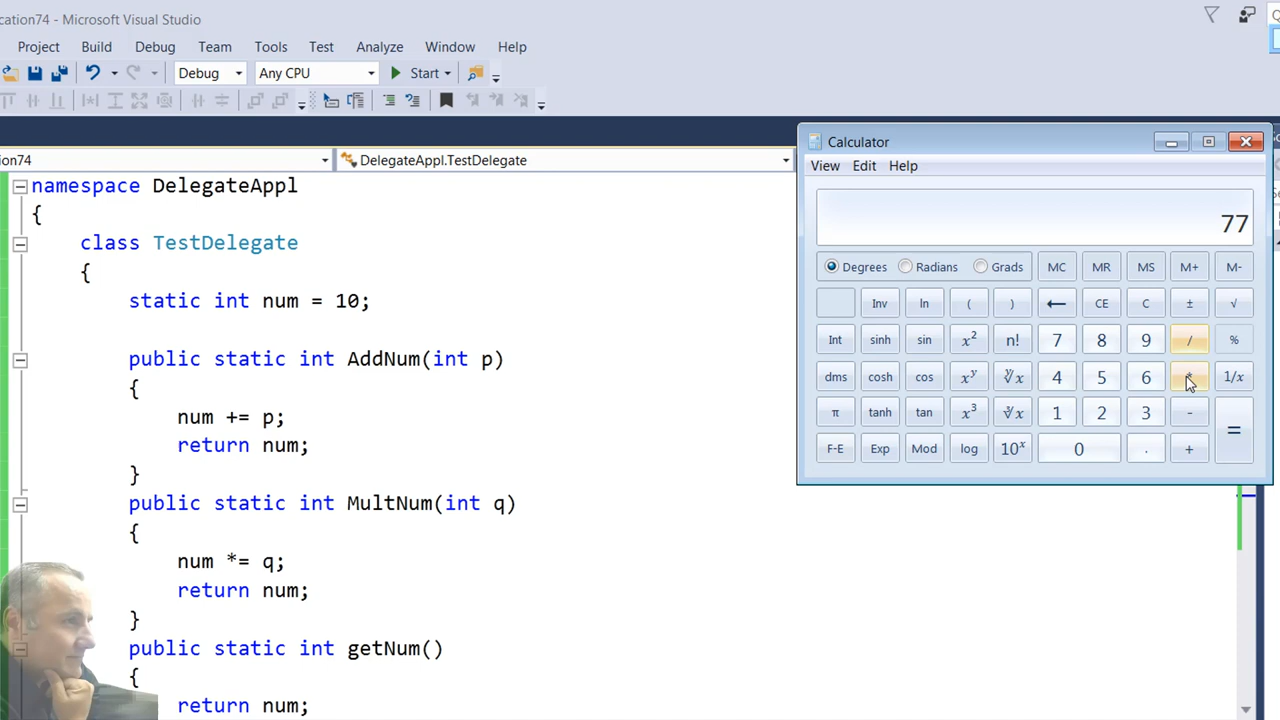 cation74 - Microsoft Visual Studio
Project Build Debug Team Tools Test Analyze Window Help
Debug Any CPU Start
ion74 DelegateAppl.TestDelegate
namespace DelegateAppl
{
class TestDelegate
{
static int num = 10;
public static int AddNum(int p)
{
num += p;
return num;
}
public static int MultNum(int q)
{
num *= q;
return num;
}
public static int getNum()
{
return num;
Calculator
View Edit Help
77
Degrees Radians Grads MC MR MS M+ M-
Inv ln ( ) ← CE C ± √
Int sinh sin x² n! 7 8 9 / %
dms cosh cos xʸ ʸ√x 4 5 6 * 1/x
π tanh tan x³ ³√x 1 2 3 - =
F-E Exp Mod log 10ˣ 0 . +